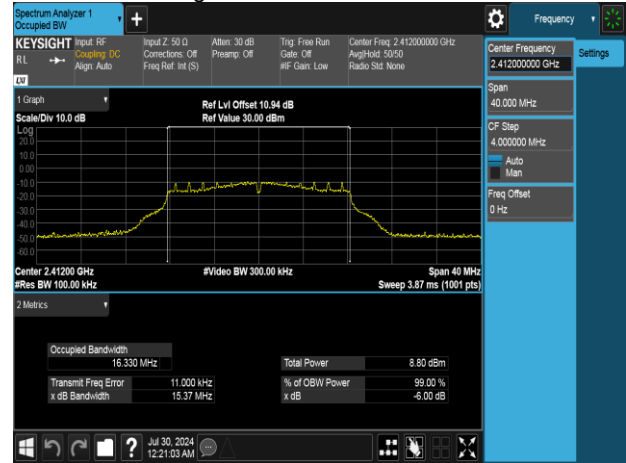 Spectrum Analyzer 1
Occupied BW
Frequency
KEYSIGHT
Input: RF
Coupling: DC
Align: Auto
Input Z: 50 Ω
Corrections: Off
Freq Ref: Int (S)
Atten: 30 dB
Preamp: Off
Trig: Free Run
Gate: Off
#IF Gain: Low
Center Freq: 2.412000000 GHz
Avg|Hold: 50/50
Radio Std: None
R L
LXI
1 Graph
Scale/Div 10.0 dB
Ref Lvl Offset 10.94 dB
Ref Value 30.00 dBm
Log
20.0
10.0
0.00
-10.0
-20.0
-30.0
-40.0
-50.0
-60.0
Center 2.41200 GHz
#Res BW 100.00 kHz
#Video BW 300.00 kHz
Span 40 MHz
Sweep 3.87 ms (1001 pts)
2 Metrics
Occupied Bandwidth
16.330 MHz
Transmit Freq Error 11.000 kHz
x dB Bandwidth 15.37 MHz
Total Power 8.80 dBm
% of OBW Power 99.00 %
x dB -6.00 dB
Center Frequency
2.412000000 GHz
Settings
Span
40.000 MHz
CF Step
4.000000 MHz
Auto
Man
Freq Offset
0 Hz
?
Jul 30, 2024
12:21:03 AM